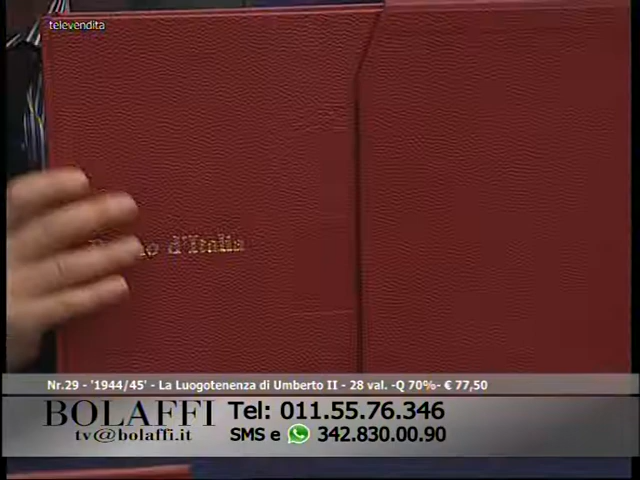 televendita
d'Italia
Nr.29 - '1944/45' - La Luogotenenza di Umberto II - 28 val. -Q 70%- € 77,50
BOLAFFI Tel: 011.55.76.346
tv@bolaffi.it SMS e 342.830.00.90